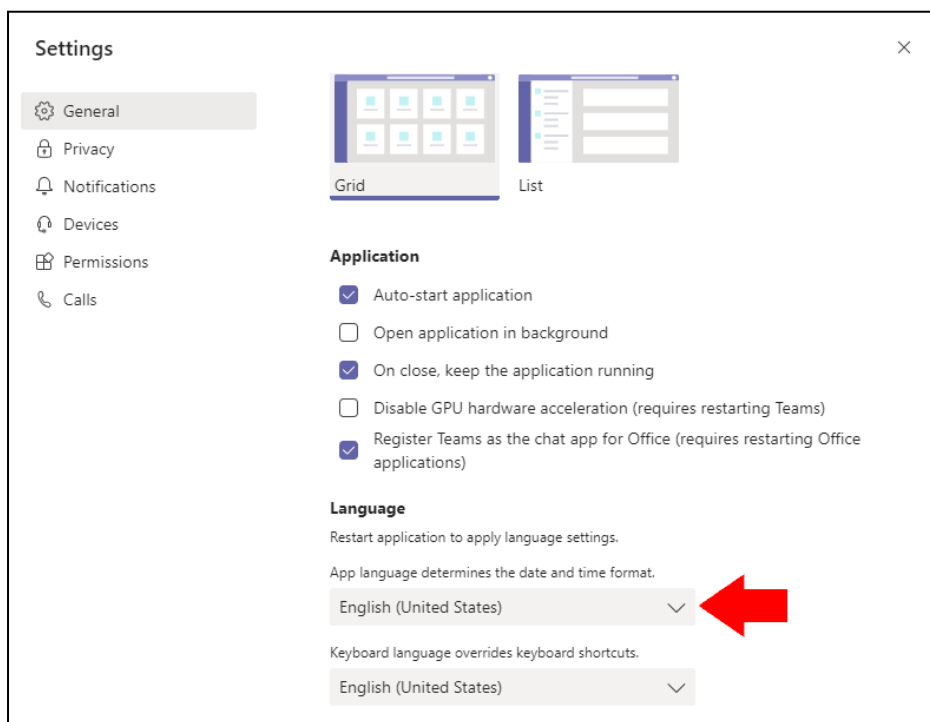 Settings
General
Privacy
Notifications
Devices
Permissions
Calls
Grid
List
Application
Auto-start application
Open application in background
On close, keep the application running
Disable GPU hardware acceleration (requires restarting Teams)
Register Teams as the chat app for Office (requires restarting Office
applications)
Language
Restart application to apply language settings.
App language determines the date and time format.
English (United States)
Keyboard language overrides keyboard shortcuts.
English (United States)